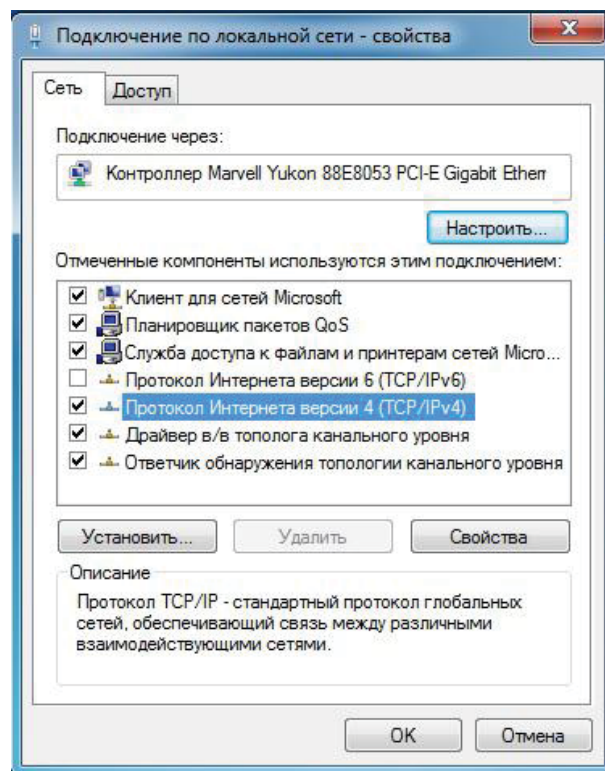 Подключение по локальной сети - свойства
Сеть
Доступ
Подключение через:
Контроллер Marvell Yukon 88E8053 PCI-E Gigabit Ethern
Настроить...
Отмеченные компоненты используются этим подключением:
Клиент для сетей Microsoft
Планировщик пакетов QoS
Служба доступа к файлам и принтерам сетей Micro...
Протокол Интернета версии 6 (TCP/IPv6)
Протокол Интернета версии 4 (TCP/IPv4)
Драйвер в/в тополога канального уровня
Ответчик обнаружения топологии канального уровня
Установить...
Удалить
Свойства
Описание
Протокол TCP/IP - стандартный протокол глобальных
сетей, обеспечивающий связь между различными
взаимодействующими сетями.
OK
Отмена